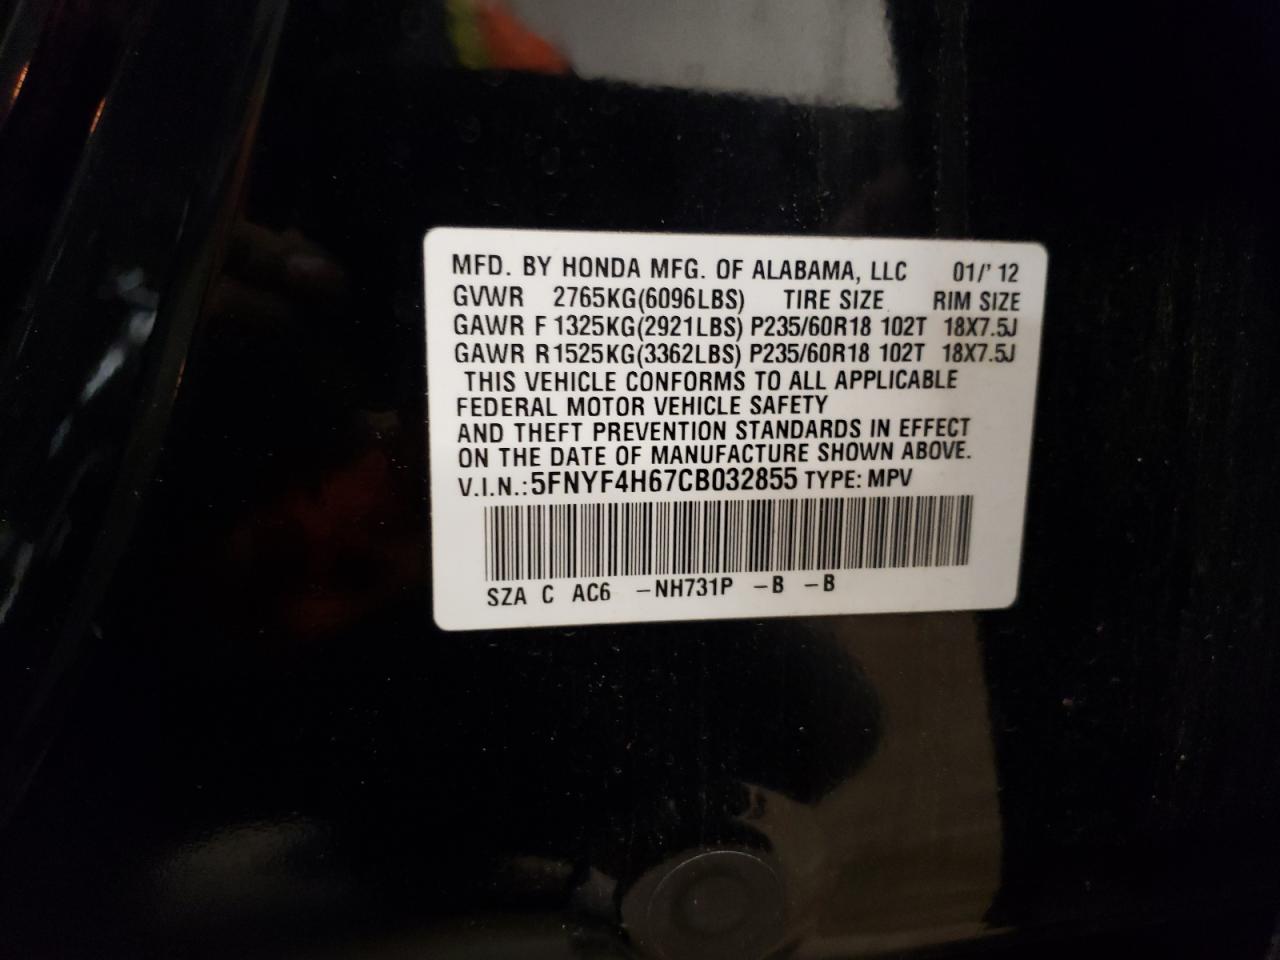 MFD. BY HONDA MFG. OF ALABAMA, LLC 01/'12
GVWR 2765KG(6096LBS) TIRE SIZE RIM SIZE
GAWR F 1325KG(2921LBS) P235/60R18 102T 18X7.5J
GAWR R 1525KG(3362LBS) P235/60R18 102T 18X7.5J
THIS VEHICLE CONFORMS TO ALL APPLICABLE
FEDERAL MOTOR VEHICLE SAFETY
AND THEFT PREVENTION STANDARDS IN EFFECT
ON THE DATE OF MANUFACTURE SHOWN ABOVE.
V.I.N.: 5FNYF4H67CB032855 TYPE: MPV
SZA C AC6 -NH731P -B -B